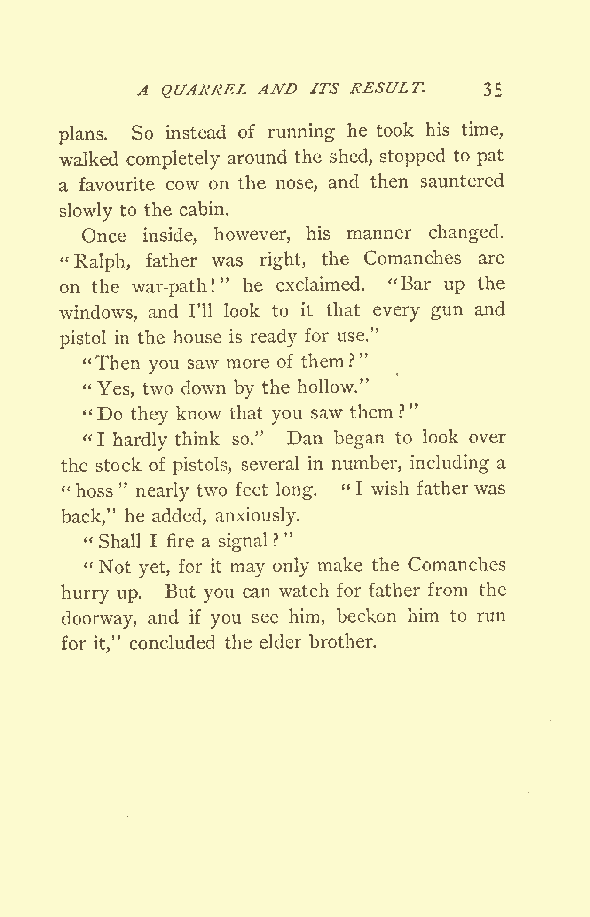 A QUARREL AND ITS RESULT. 35
plans. So instead of running he took his time,
walked completely around the shed, stopped to pat
a favourite cow on the nose, and then sauntered
slowly to the cabin.
Once inside, however, his manner changed.
“Ralph, father was right, the Comanches are
on the war-path!” he exclaimed. “Bar up the
windows, and I’ll look to it that every gun and
pistol in the house is ready for use.”
“Then you saw more of them?”
“Yes, two down by the hollow.”
“Do they know that you saw them?”
“I hardly think so.” Dan began to look over
the stock of pistols, several in number, including a
“hoss” nearly two feet long. “I wish father was
back,” he added, anxiously.
“Shall I fire a signal?”
“Not yet, for it may only make the Comanches
hurry up. But you can watch for father from the
doorway, and if you see him, beckon him to run
for it,” concluded the elder brother.